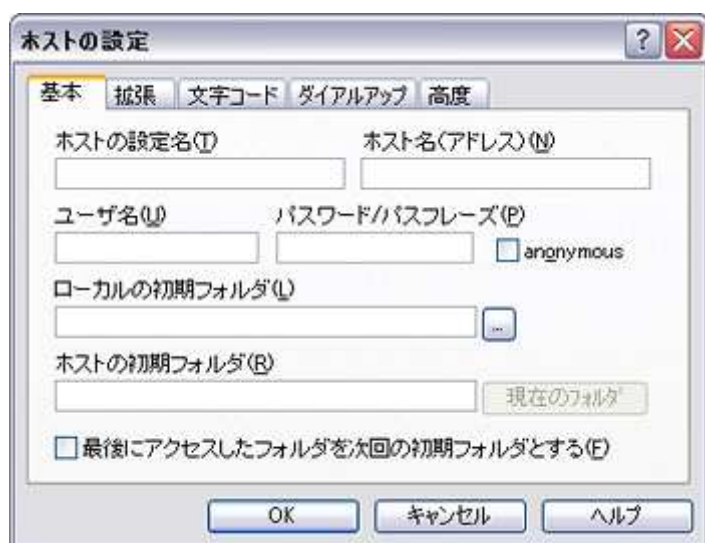 ホストの設定
基本 拡張 文字コード ダイアルアップ 高度
ホストの設定名(T) ホスト名(アドレス)(N)
ユーザ名(U) パスワード/パスフレーズ(P)
anonymous
ローカルの初期フォルダ(L)
...
ホストの初期フォルダ(R)
現在のフォルダ
最後にアクセスしたフォルダを次回の初期フォルダとする(F)
OK キャンセル ヘルプ